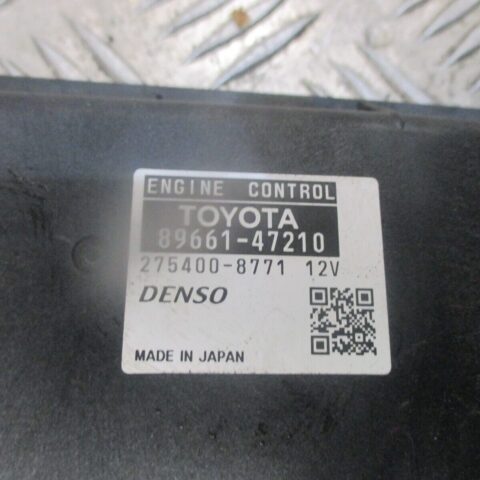 ENGINE CONTROL
TOYOTA
89661-47210
275400-8771 12V
DENSO
MADE IN JAPAN